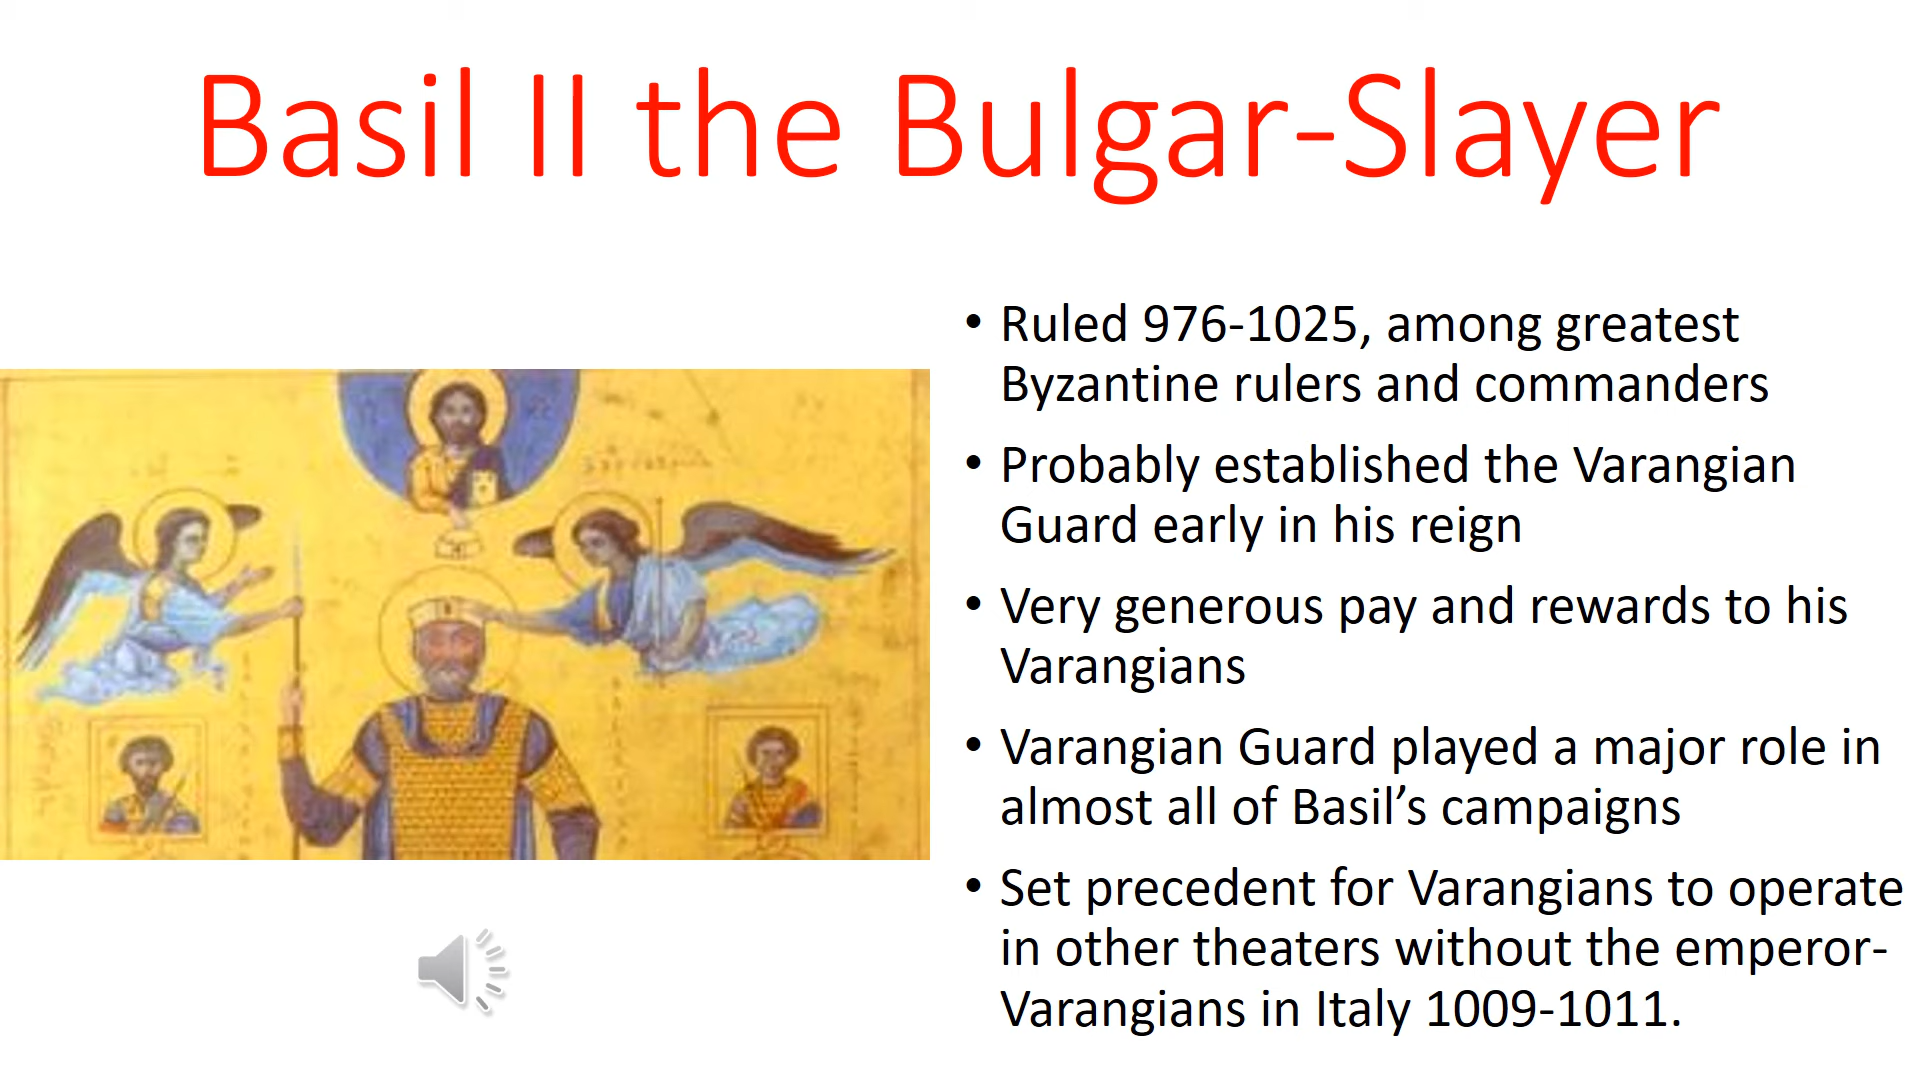 Basil II the Bulgar-Slayer
• Ruled 976-1025, among greatest
Byzantine rulers and commanders
• Probably established the Varangian
Guard early in his reign
• Very generous pay and rewards to his
Varangians
• Varangian Guard played a major role in
almost all of Basil’s campaigns
• Set precedent for Varangians to operate
in other theaters without the emperor-
Varangians in Italy 1009-1011.